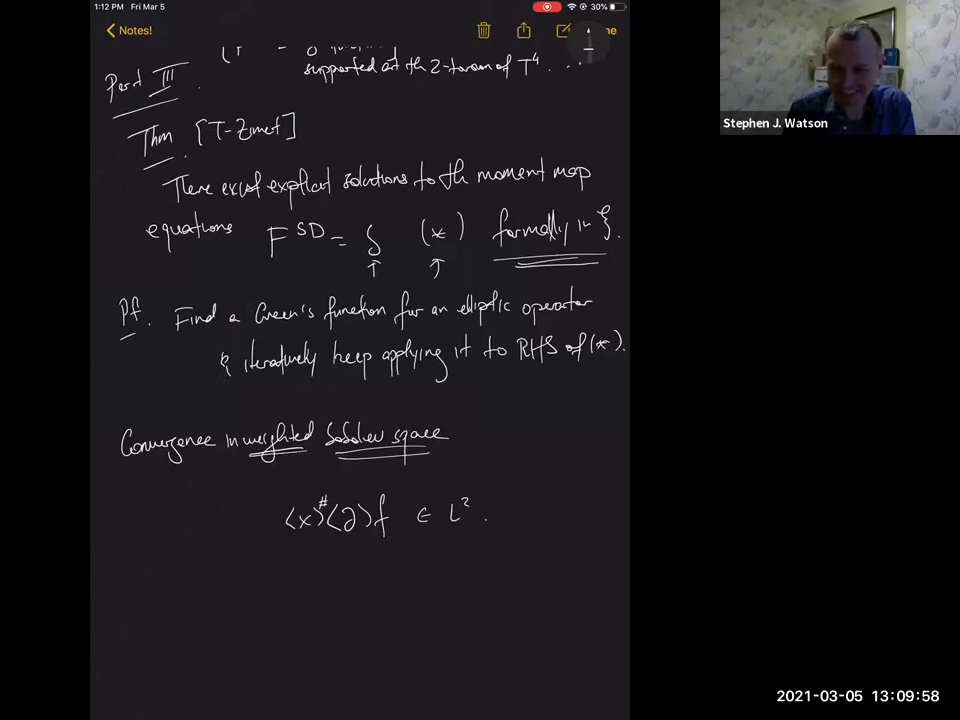 1:12 PM Fri Mar 5
30%
Notes!
supported at th 2-torsion of T⁴. ...
Part III.
Thm. [T-Zimet]
There exist explicit solutions to th moment map
equations F^SD = δ (*) formally in ξ.
Pf. Find a Green's function for an elliptic operator
& iteratively keep applying it to RHS of (*).
Convergence in weighted Sobolev space
⟨x⟩^#⟨∂⟩f ∈ L².
Stephen J. Watson
2021-03-05 13:09:58